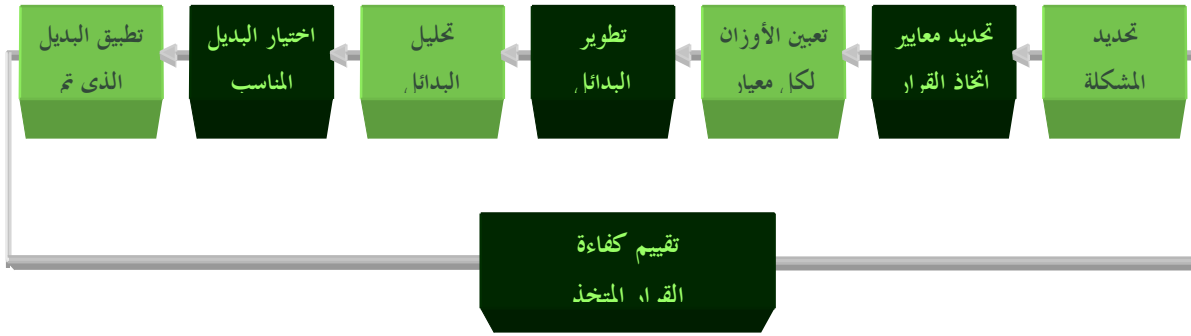 تحديد
المشكلة
تحديد معايير
اتخاذ القرار
تعيين الأوزان
لكل معيار
تطوير
البدائل
تحليل
البدائل
اختيار البديل
المناسب
تطبيق البديل
الذى تم
تقييم كفاءة
القرار المتخذ